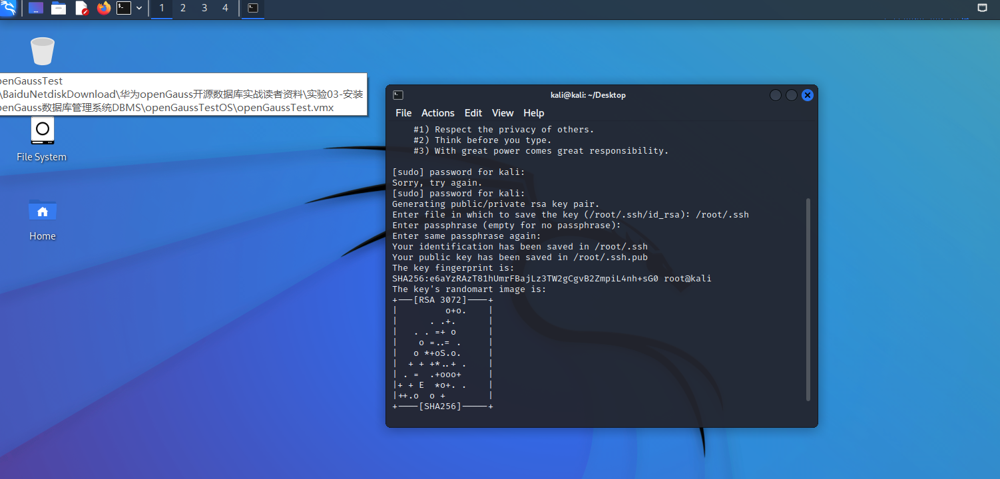 1 2 3 4
penGaussTest
\BaiduNetdiskDownload\华为openGauss开源数据库实战读者资料\实验03-安装
penGauss数据库管理系统DBMS\openGaussTestOS\openGaussTest.vmx
File System
Home
kali@kali: ~/Desktop
File Actions Edit View Help
#1) Respect the privacy of others.
#2) Think before you type.
#3) With great power comes great responsibility.
[sudo] password for kali:
Sorry, try again.
[sudo] password for kali:
Generating public/private rsa key pair.
Enter file in which to save the key (/root/.ssh/id_rsa): /root/.ssh
Enter passphrase (empty for no passphrase):
Enter same passphrase again:
Your identification has been saved in /root/.ssh
Your public key has been saved in /root/.ssh.pub
The key fingerprint is:
SHA256:e6aYzRAzT81hUmrFBajLz3TW2gCgvB2ZmpiL4nh+sG0 root@kali
The key's randomart image is:
+---[RSA 3072]----+
|         o+o.    |
|      . .+.      |
|   . . =+ o      |
|    o =..= .     |
|   o *+oS.o.     |
|  + + +*..+ .    |
| . =  .+ooo+     |
|+ + E  *o+. .    |
|++.o  o +        |
+----[SHA256]-----+